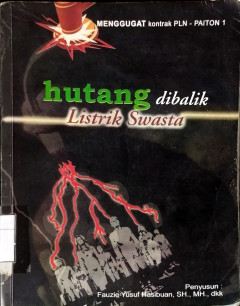 MENGGUGAT kontrak PLN - PAITON 1
hutang dibalik
Listrik Swasta
Penyusun :
Fauzie Yusuf Hasibuan, SH., MH., dkk